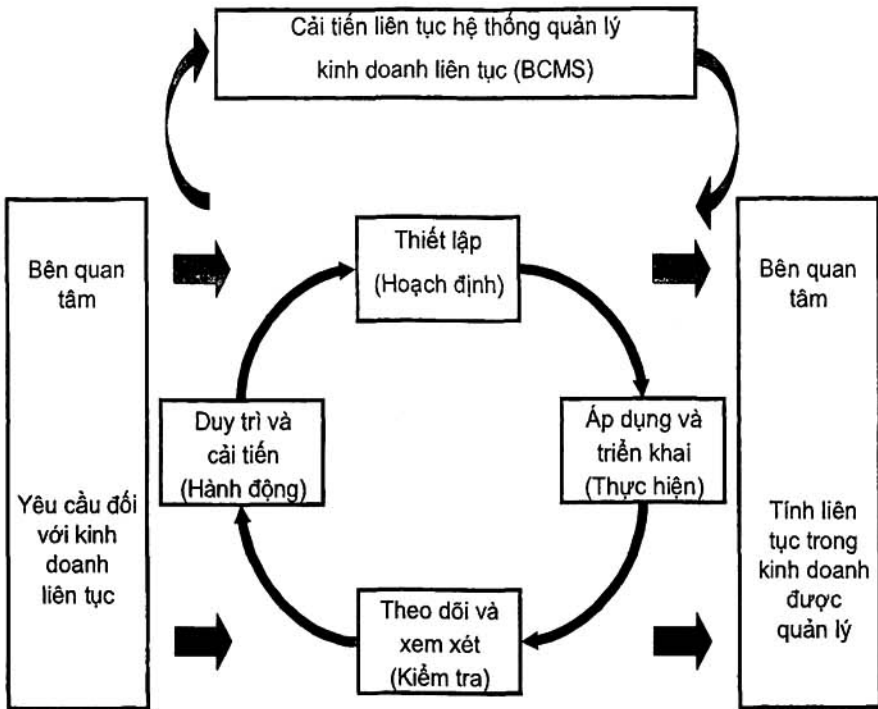 Cải tiến liên tục hệ thống quản lý
kinh doanh liên tục (BCMS)
Bên quan
tâm
Yêu cầu đối
với kinh
doanh
liên tục
Thiết lập
(Hoạch định)
Duy trì và
cải tiến
(Hành động)
Áp dụng và
triển khai
(Thực hiện)
Theo dõi và
xem xét
(Kiểm tra)
Bên quan
tâm
Tính liên
tục trong
kinh doanh
được
quản lý